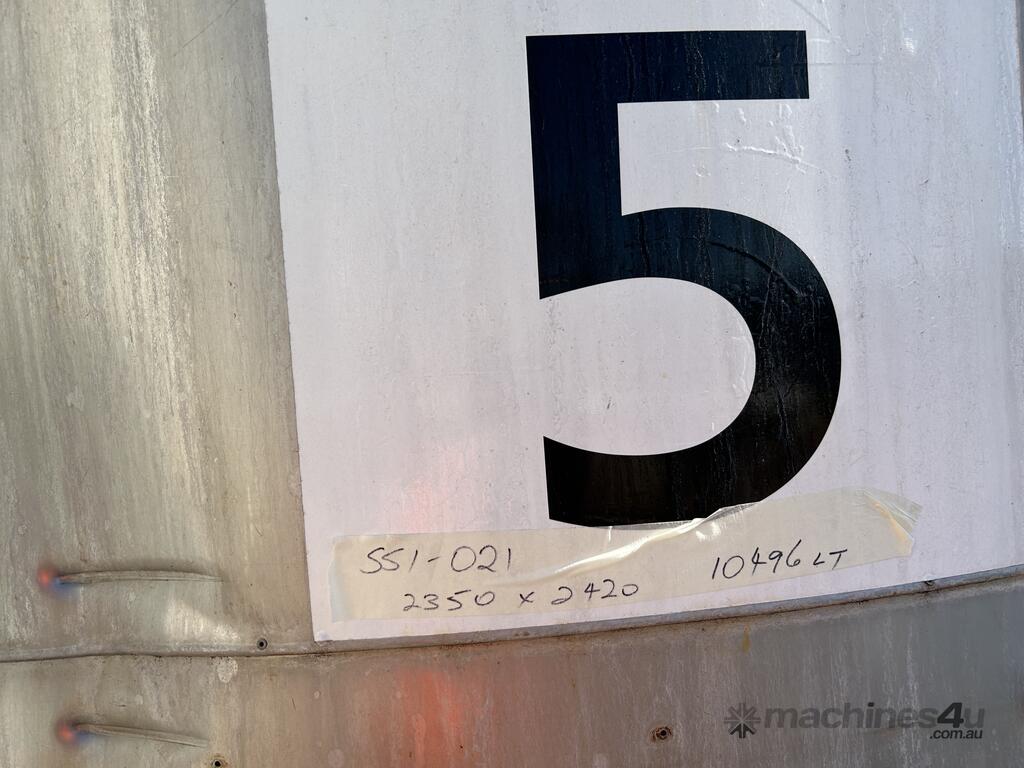 5
SS1-021 10496 LT
2350 x 2420
machines4u
.com.au